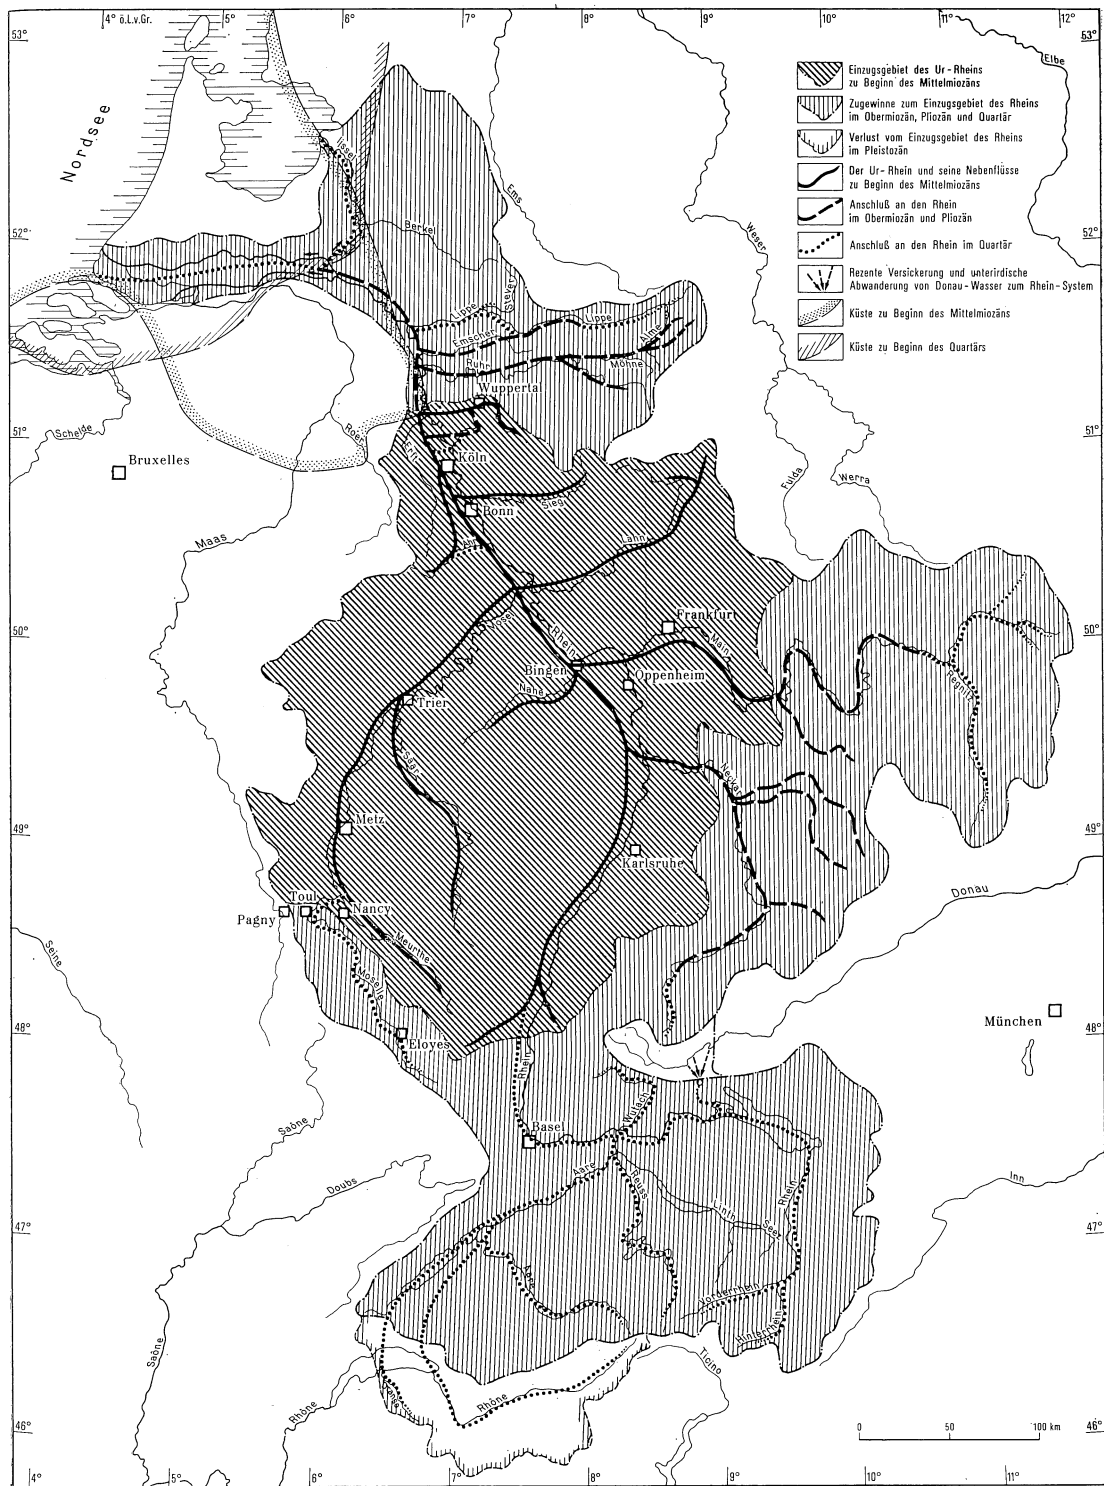 4° ö.L.v.Gr.
5°
6°
7°
8°
9°
10°
11°
12°
53°
53°
Nordsee
Elbe
Einzugsgebiet des Ur-Rheins
zu Beginn des Mittelmiozäns
Zugewinne zum Einzugsgebiet des Rheins
im Obermiozän, Pliozän und Quartär
Verlust vom Einzugsgebiet des Rheins
im Pleistozän
Der Ur-Rhein und seine Nebenflüsse
zu Beginn des Mittelmiozäns
Anschluß an den Rhein
im Obermiozän und Pliozän
Anschluß an den Rhein im Quartär
Rezente Versickerung und unterirdische
Abwanderung von Donau-Wasser zum Rhein-System
Küste zu Beginn des Mittelmiozäns
Küste zu Beginn des Quartärs
Issel
Ems
Weser
52°
52°
Berkel
Stever
Lippe
Lippe
Emscher
Alme
Ruhr
Möhne
Wuppertal
51°
51°
Schelde
Roer
Erft
Bruxelles
Köln
Fulda
Werra
Sieg
Bonn
Maas
Ahr
Lahn
50°
50°
Mosel
Rhein
Frankfurt
Main
Bingen
Oppenheim
Nahe
Trier
Regnitz
Saar
Neckar
49°
49°
Metz
Karlsruhe
Donau
Toul
Pagny
Nancy
Meurthe
Seine
Moselle
München
48°
48°
Eloyes
Rhein
Wutach
Basel
Saône
Doubs
Aare
Reuss
Linth
Seez
Rhein
Inn
47°
47°
Aare
Vorderrhein
Hinterrhein
Saône
Ticino
Rhône
Rhône
46°
46°
0
50
100 km
4°
5°
6°
7°
8°
9°
10°
11°